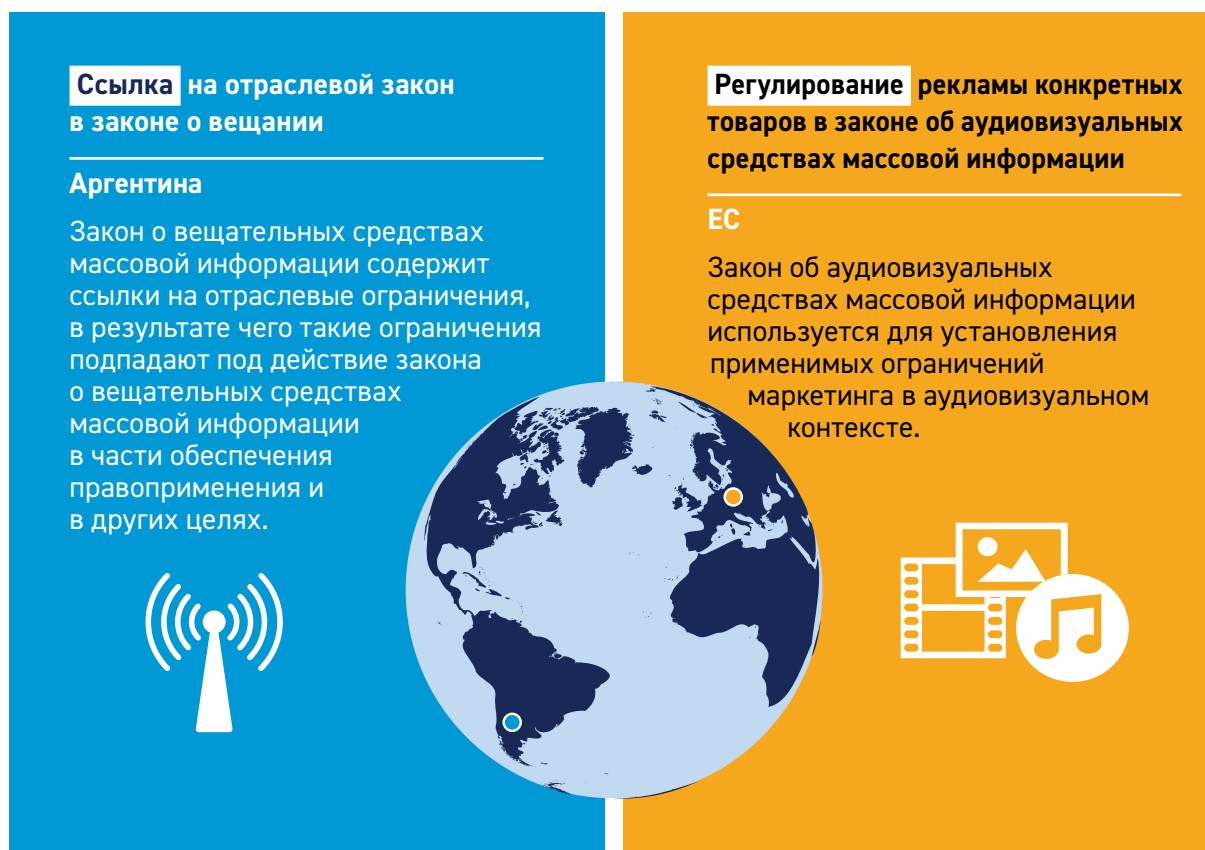 Ссылка на отраслевой закон
в законе о вещании
Аргентина
Закон о вещательных средствах
массовой информации содержит
ссылки на отраслевые ограничения,
в результате чего такие ограничения
подпадают под действие закона
о вещательных средствах
массовой информации
в части обеспечения
правоприменения и
в других целях.
Регулирование рекламы конкретных
товаров в законе об аудиовизуальных
средствах массовой информации
ЕС
Закон об аудиовизуальных
средствах массовой информации
используется для установления
применимых ограничений
маркетинга в аудиовизуальном
контексте.